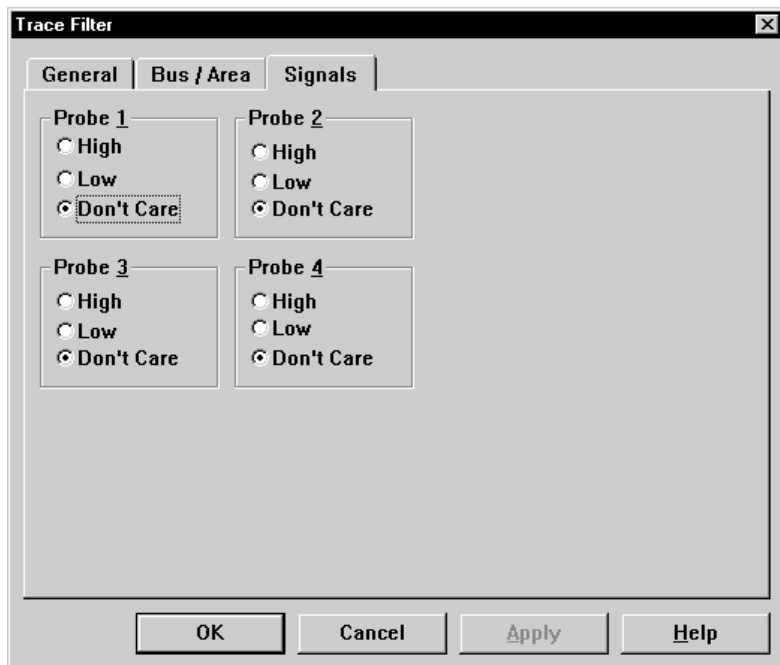 Trace Filter
General Bus / Area Signals
Probe 1
High
Low
Don't Care
Probe 2
High
Low
Don't Care
Probe 3
High
Low
Don't Care
Probe 4
High
Low
Don't Care
OK Cancel Apply Help